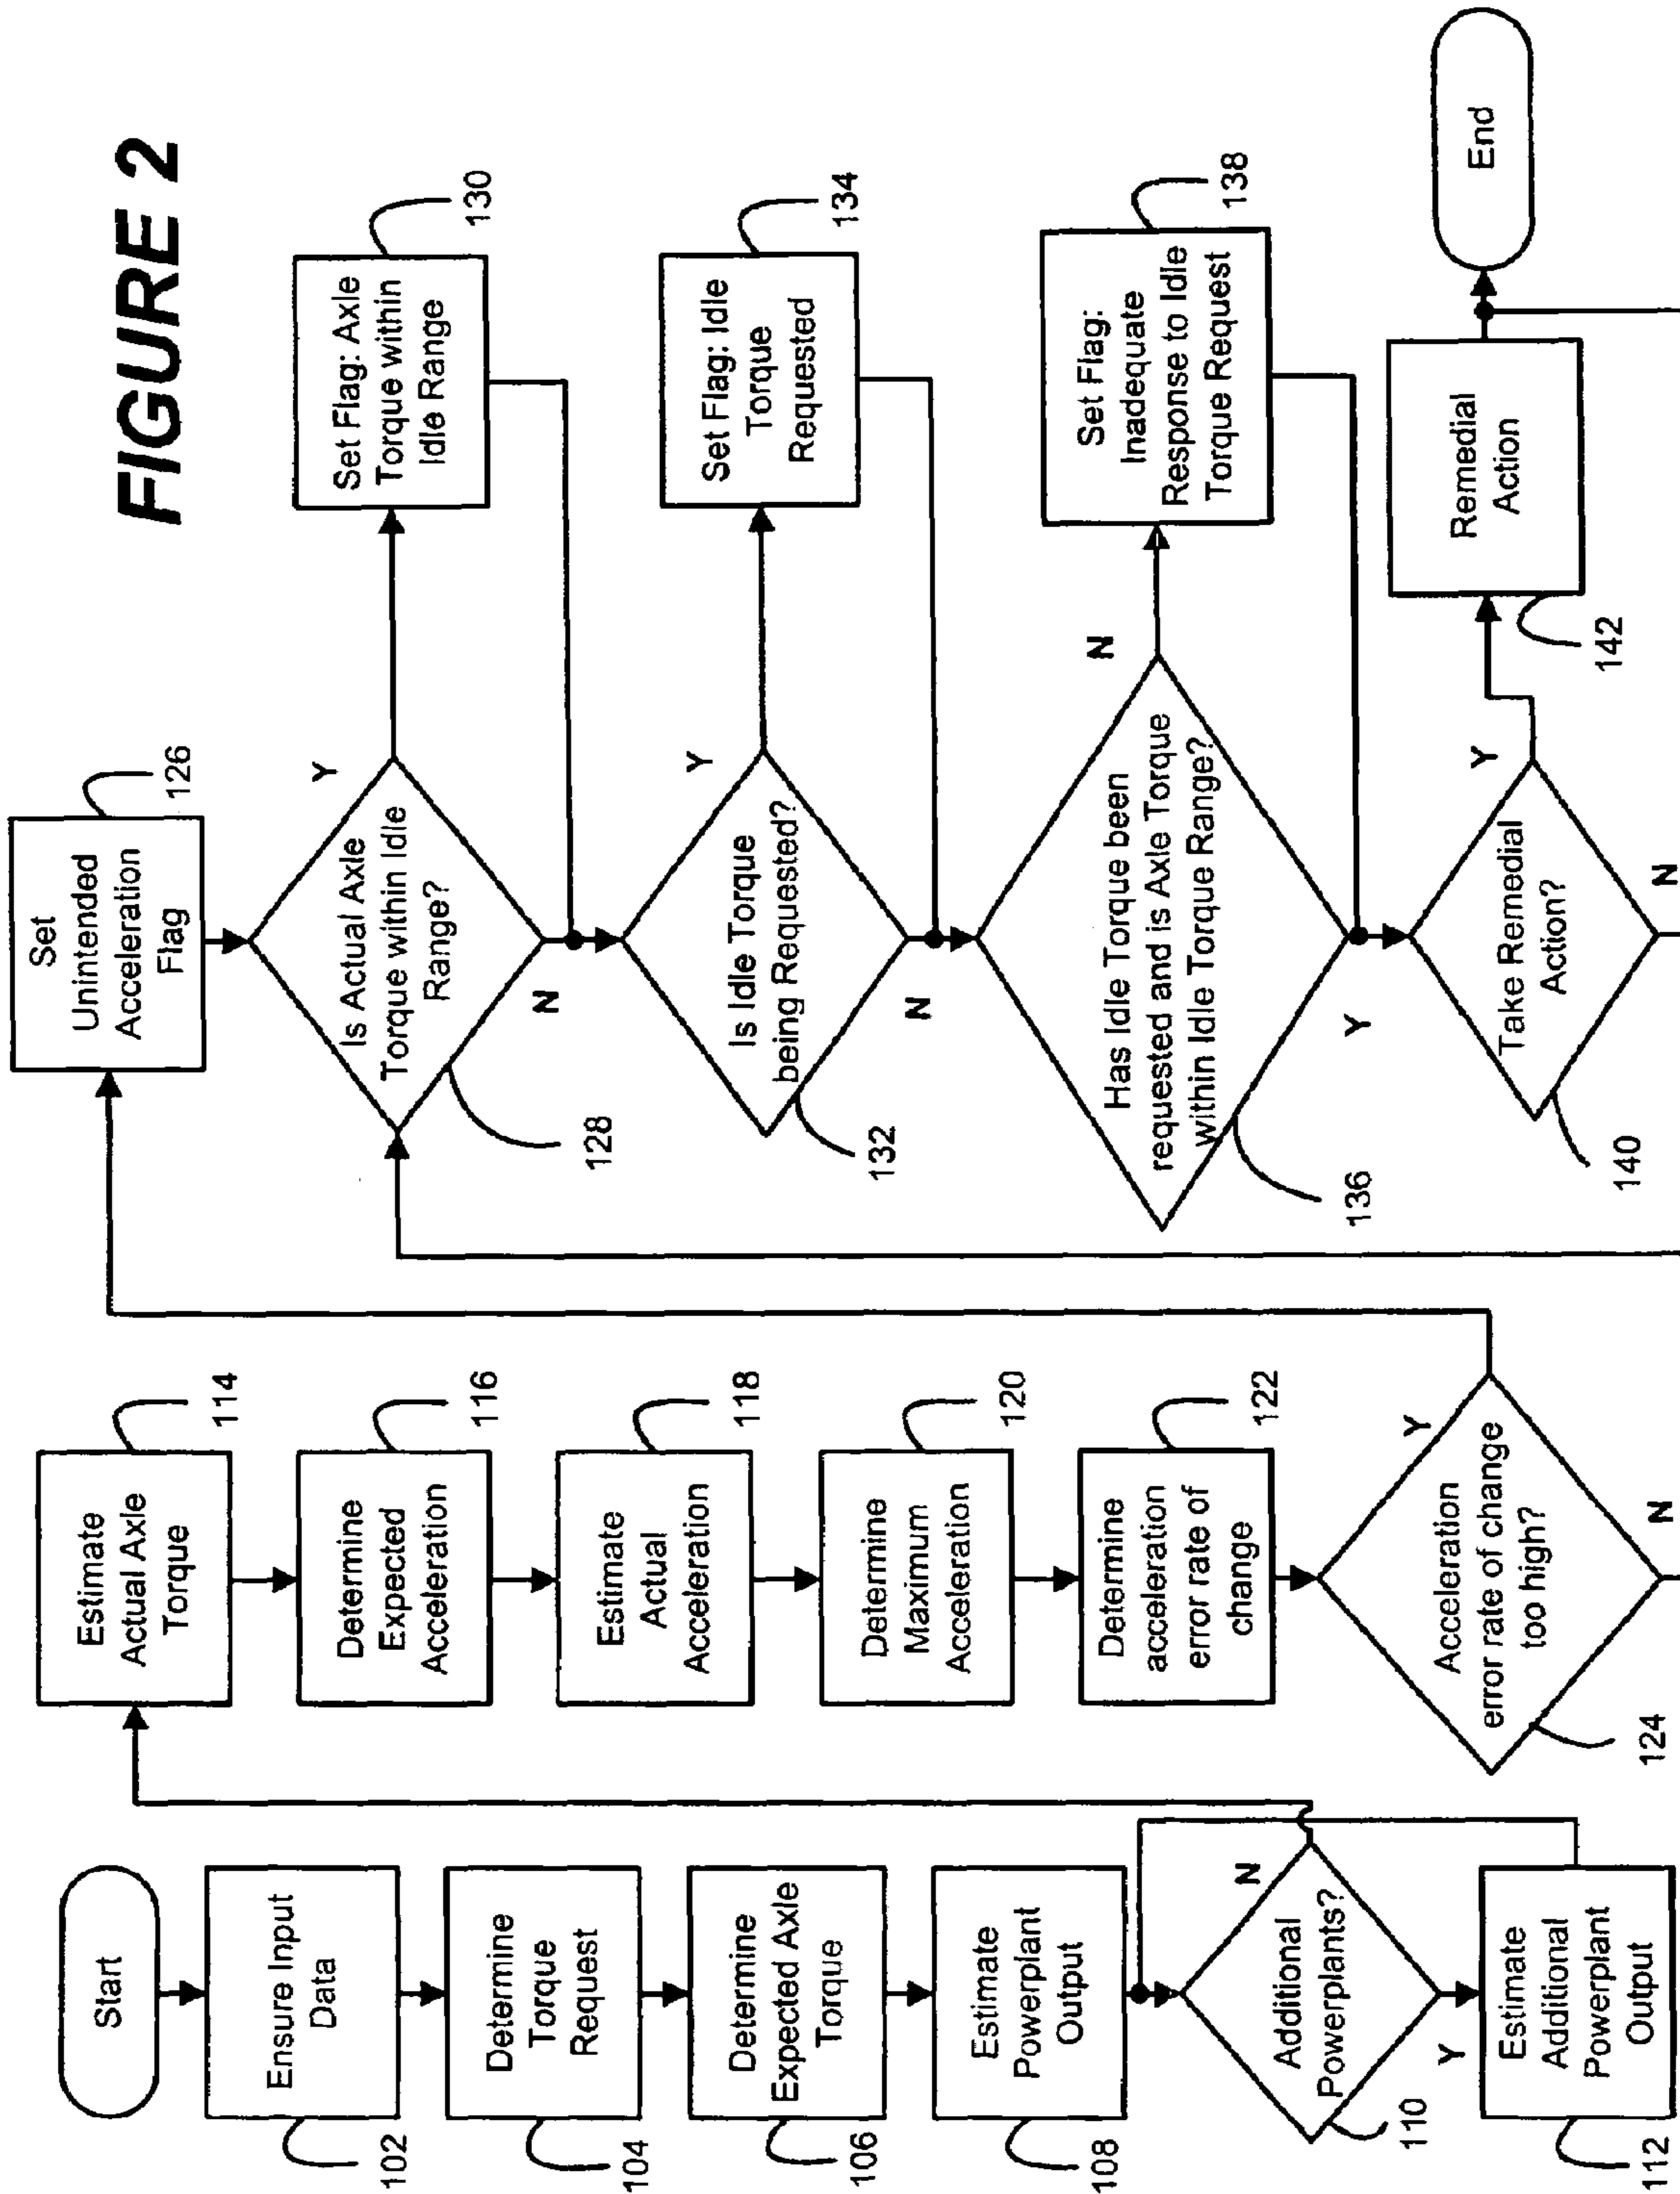 FIGURE 2
Start
Ensure Input
Data
102
Determine
Torque
Request
104
Determine
Expected Axle
Torque
106
Estimate
Powerplant
Output
108
Additional
Powerplants?
N
Y
110
Estimate
Additional
Powerplant
Output
112
Estimate
Actual Axle
Torque
114
Determine
Expected
Acceleration
116
Estimate
Actual
Acceleration
118
Determine
Maximum
Acceleration
120
Determine
acceleration
error rate of
change
122
Acceleration
error rate of change
too high?
Y
N
124
Set
Unintended
Acceleration
Flag
126
Is Actual Axle
Torque within Idle
Range?
Y
N
128
Set Flag: Axle
Torque within
Idle Range
130
Is Idle Torque
being Requested?
Y
N
132
Set Flag: Idle
Torque
Requested
134
Has Idle Torque been
requested and is Axle Torque
within Idle Torque Range?
N
Y
136
Set Flag:
Inadequate
Response to Idle
Torque Request
138
Take Remedial
Action?
Y
N
140
Remedial
Action
142
End